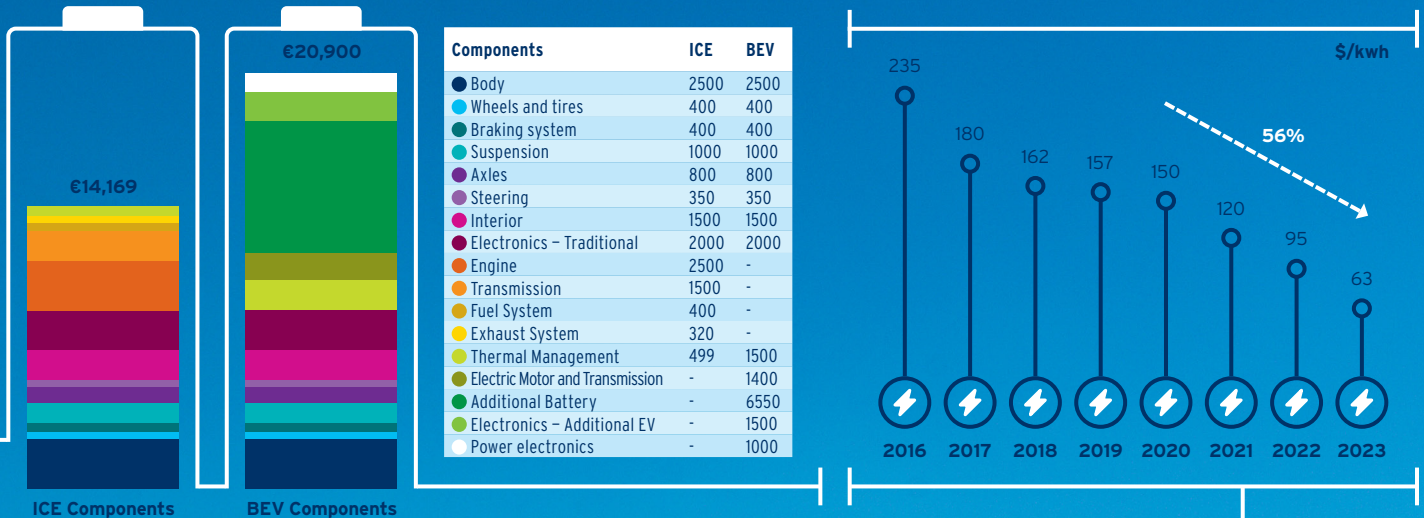 €14,169
ICE Components
€20,900
BEV Components
Components ICE BEV
Body 2500 2500
Wheels and tires 400 400
Braking system 400 400
Suspension 1000 1000
Axles 800 800
Steering 350 350
Interior 1500 1500
Electronics – Traditional 2000 2000
Engine 2500 -
Transmission 1500 -
Fuel System 400 -
Exhaust System 320 -
Thermal Management 499 1500
Electric Motor and Transmission - 1400
Additional Battery - 6550
Electronics – Additional EV - 1500
Power electronics - 1000
$/kwh
235
180
162
157
150
120
95
63
56%
2016 2017 2018 2019 2020 2021 2022 2023